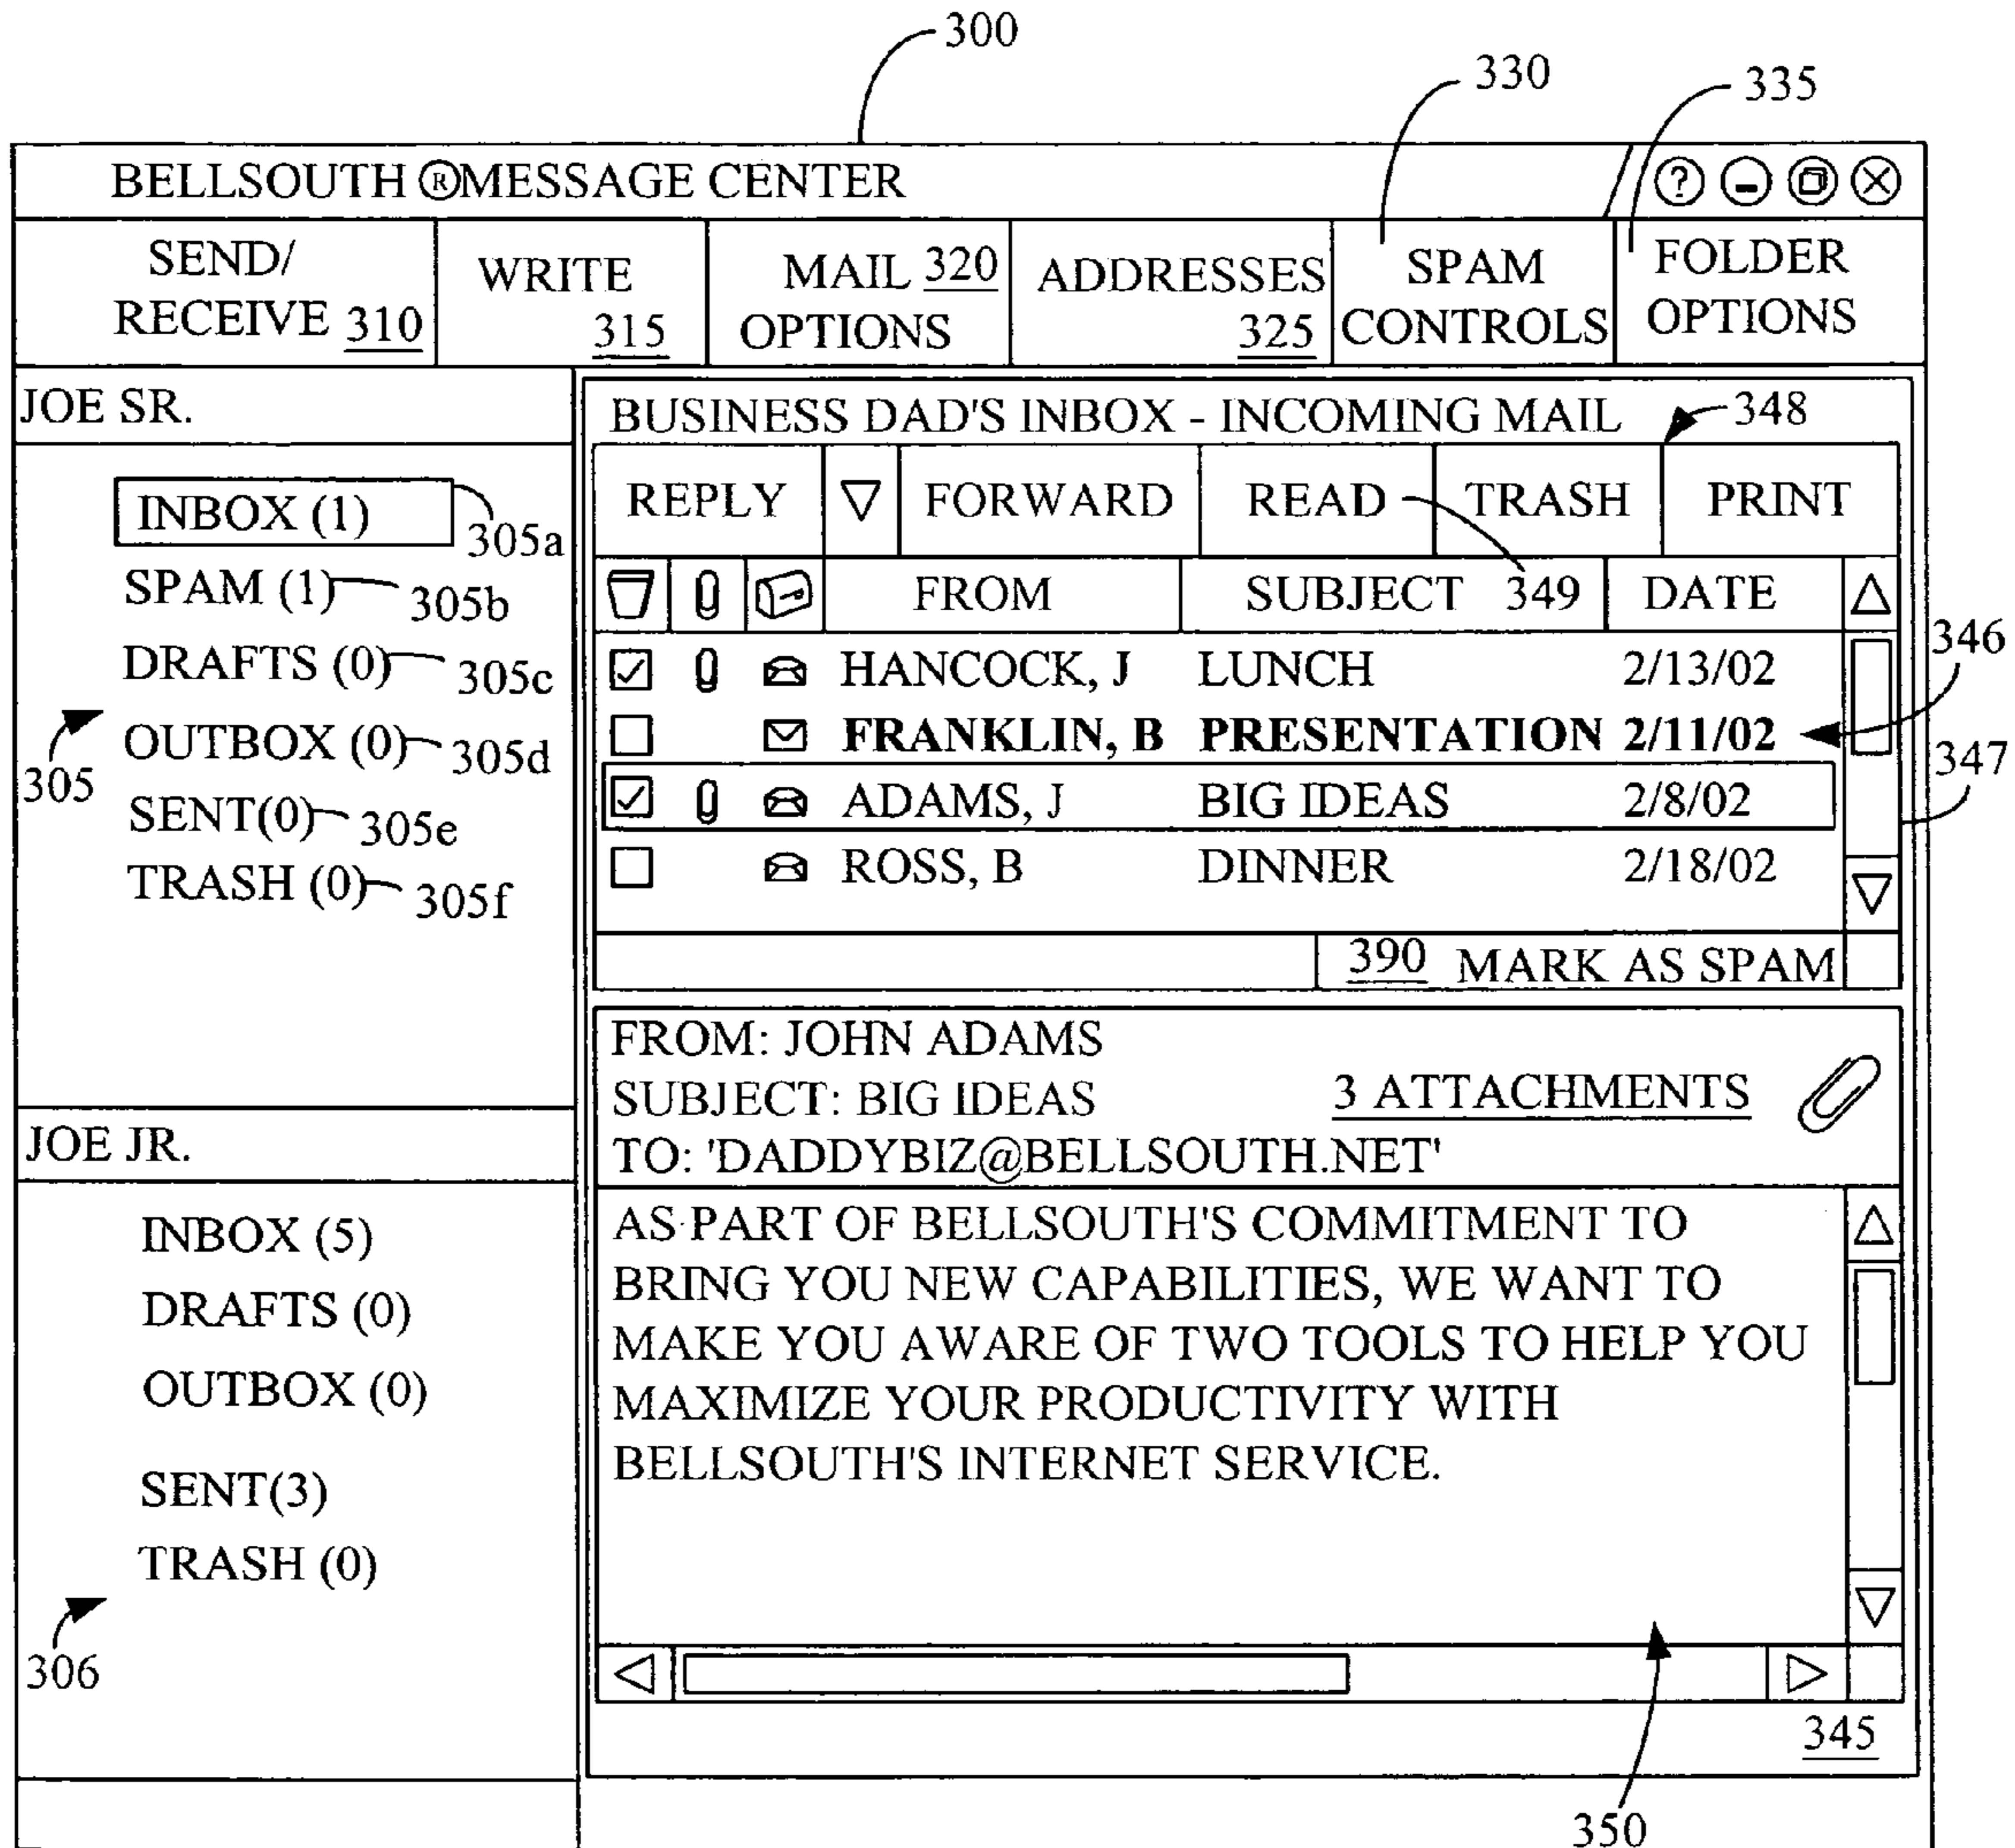 300
330
335
BELLSOUTH ®MESSAGE CENTER
?
SEND/
RECEIVE 310
WRITE
315
MAIL 320
OPTIONS
ADDRESSES
325
SPAM
CONTROLS
FOLDER
OPTIONS
JOE SR.
INBOX (1)
305a
SPAM (1) 305b
DRAFTS (0) 305c
OUTBOX (0) 305d
305
SENT(0) 305e
TRASH (0) 305f
BUSINESS DAD'S INBOX - INCOMING MAIL
348
REPLY FORWARD READ TRASH PRINT
FROM SUBJECT 349 DATE
346
HANCOCK, J LUNCH 2/13/02
FRANKLIN, B PRESENTATION 2/11/02
347
ADAMS, J BIG IDEAS 2/8/02
ROSS, B DINNER 2/18/02
390 MARK AS SPAM
FROM: JOHN ADAMS
SUBJECT: BIG IDEAS
3 ATTACHMENTS
TO: 'DADDYBIZ@BELLSOUTH.NET'
JOE JR.
INBOX (5)
DRAFTS (0)
OUTBOX (0)
SENT(3)
TRASH (0)
306
AS PART OF BELLSOUTH'S COMMITMENT TO
BRING YOU NEW CAPABILITIES, WE WANT TO
MAKE YOU AWARE OF TWO TOOLS TO HELP YOU
MAXIMIZE YOUR PRODUCTIVITY WITH
BELLSOUTH'S INTERNET SERVICE.
345
350